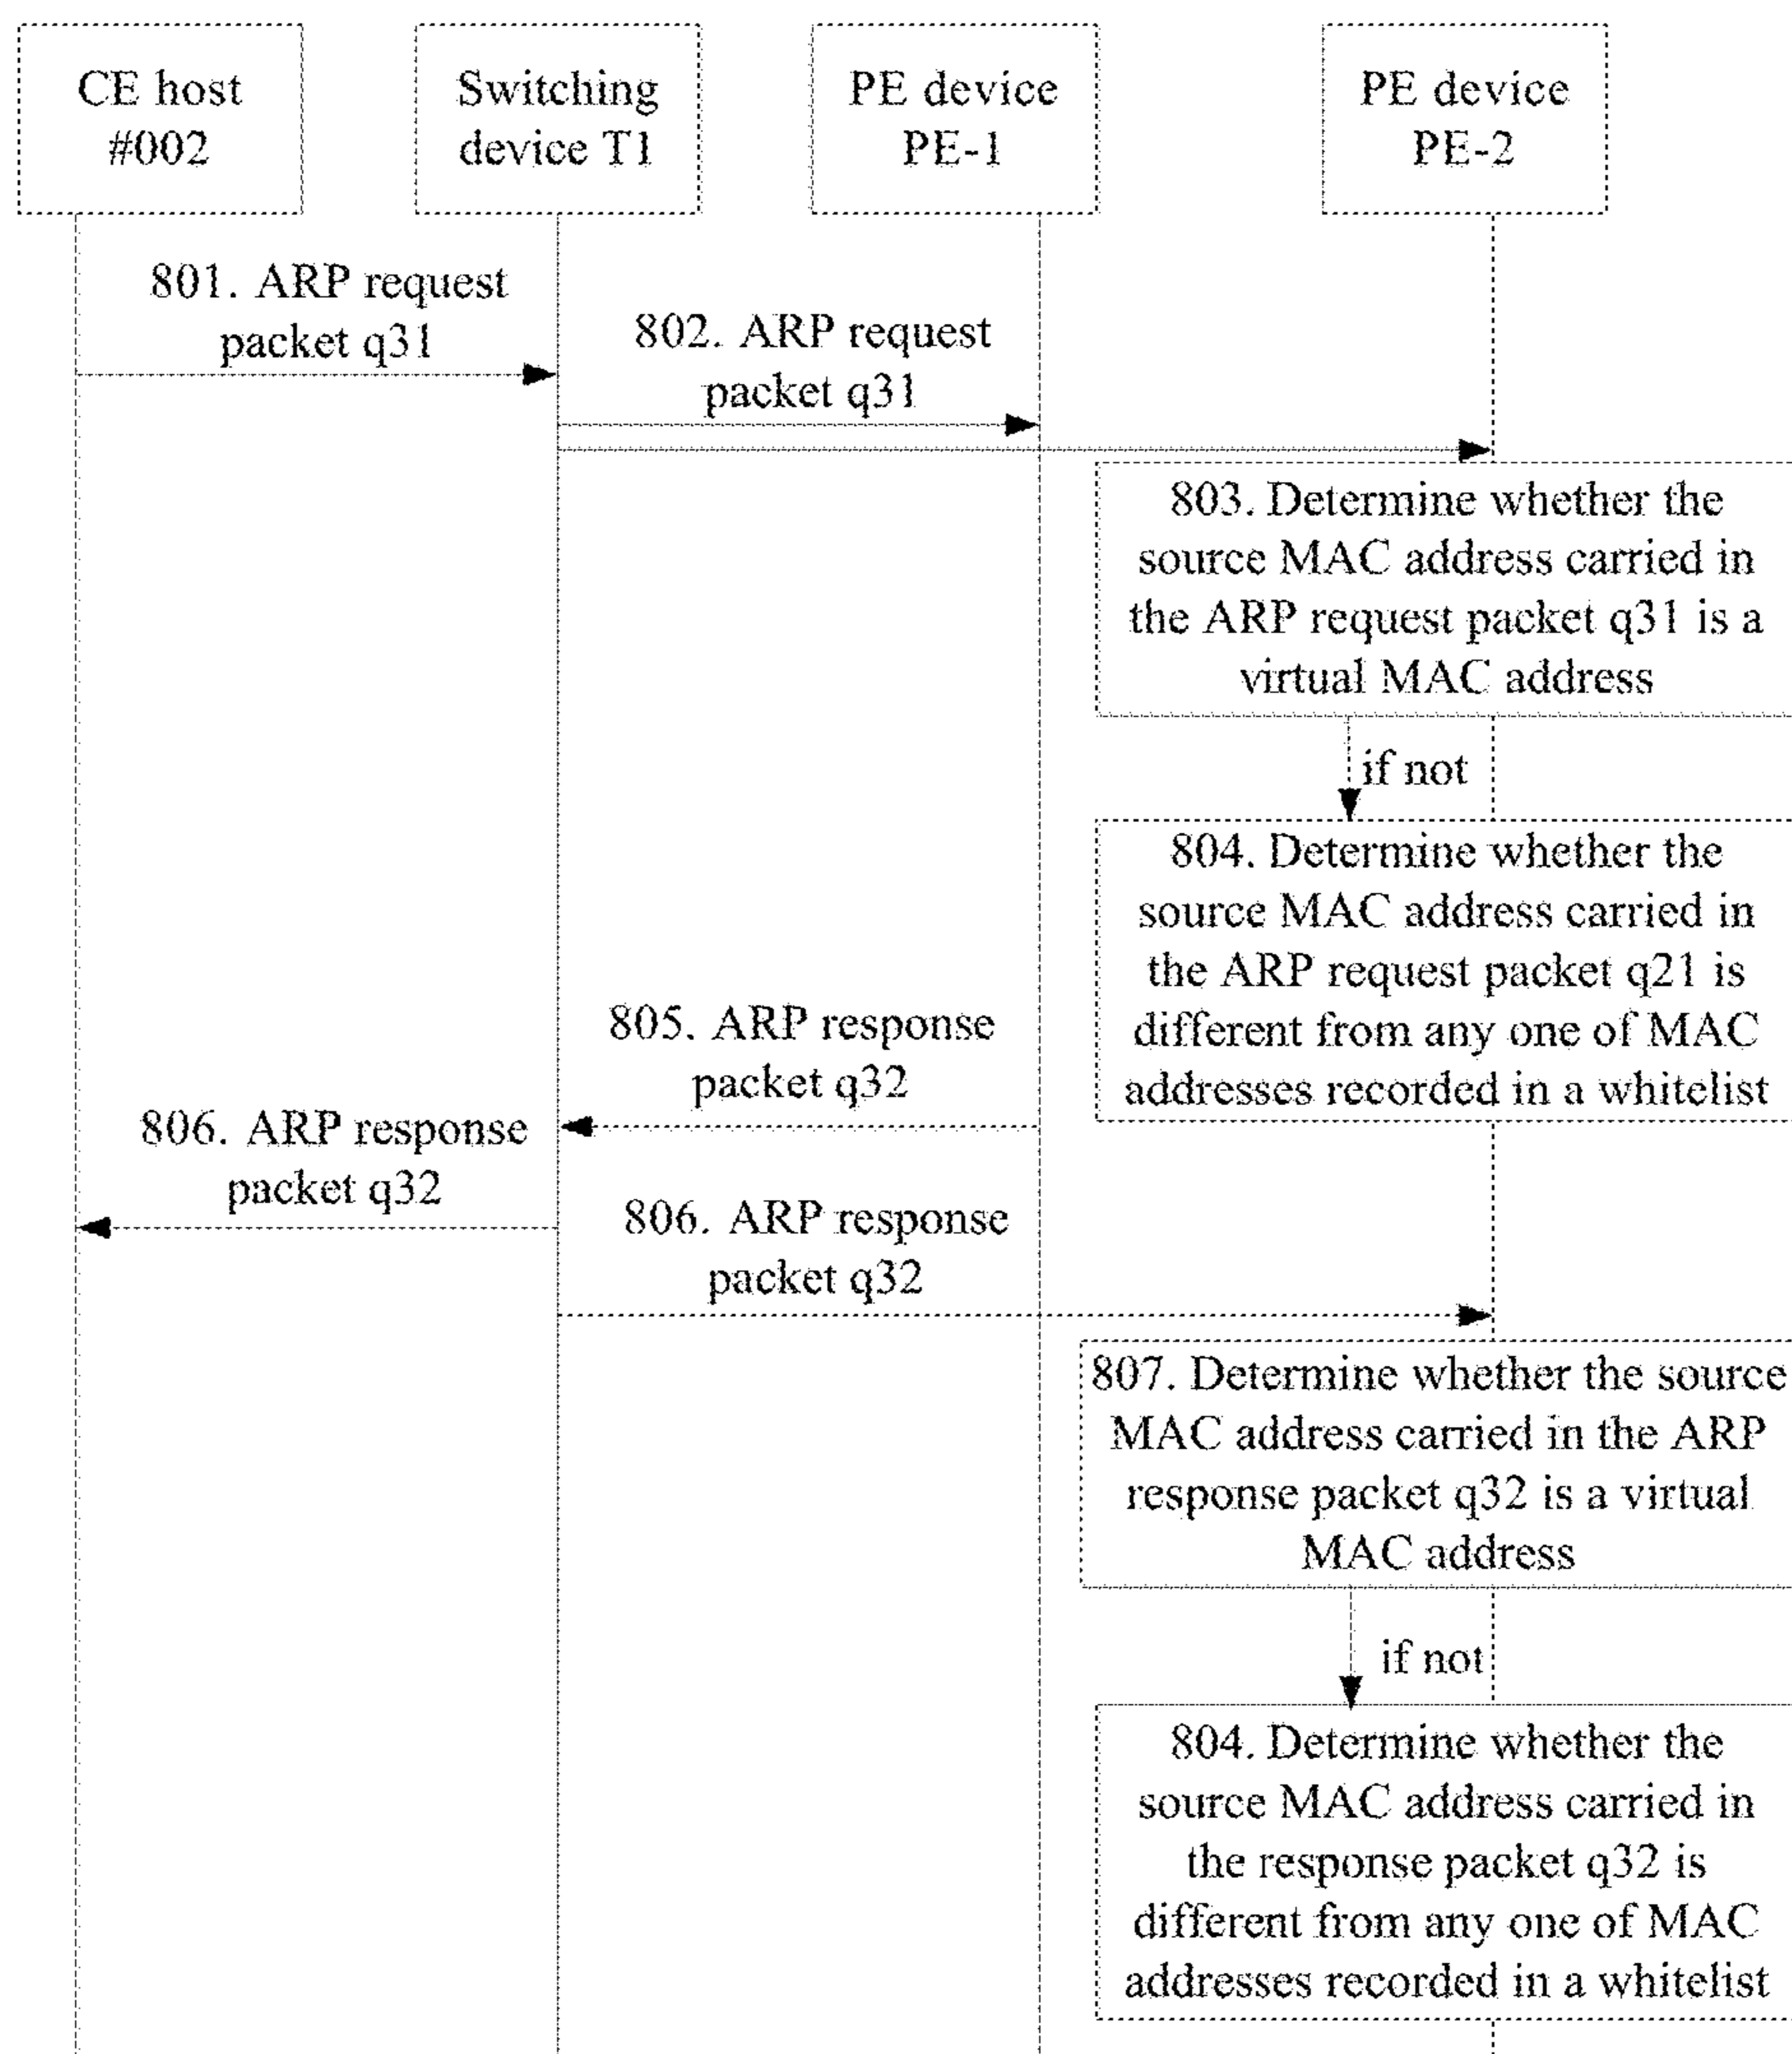 CE host
#002
Switching
device T1
PE device
PE-1
PE device
PE-2
801. ARP request
packet q31
802. ARP request
packet q31
803. Determine whether the
source MAC address carried in
the ARP request packet q31 is a
virtual MAC address
if not
804. Determine whether the
source MAC address carried in
the ARP request packet q21 is
different from any one of MAC
addresses recorded in a whitelist
805. ARP response
packet q32
806. ARP response
packet q32
806. ARP response
packet q32
807. Determine whether the source
MAC address carried in the ARP
response packet q32 is a virtual
MAC address
if not
804. Determine whether the
source MAC address carried in
the response packet q32 is
different from any one of MAC
addresses recorded in a whitelist